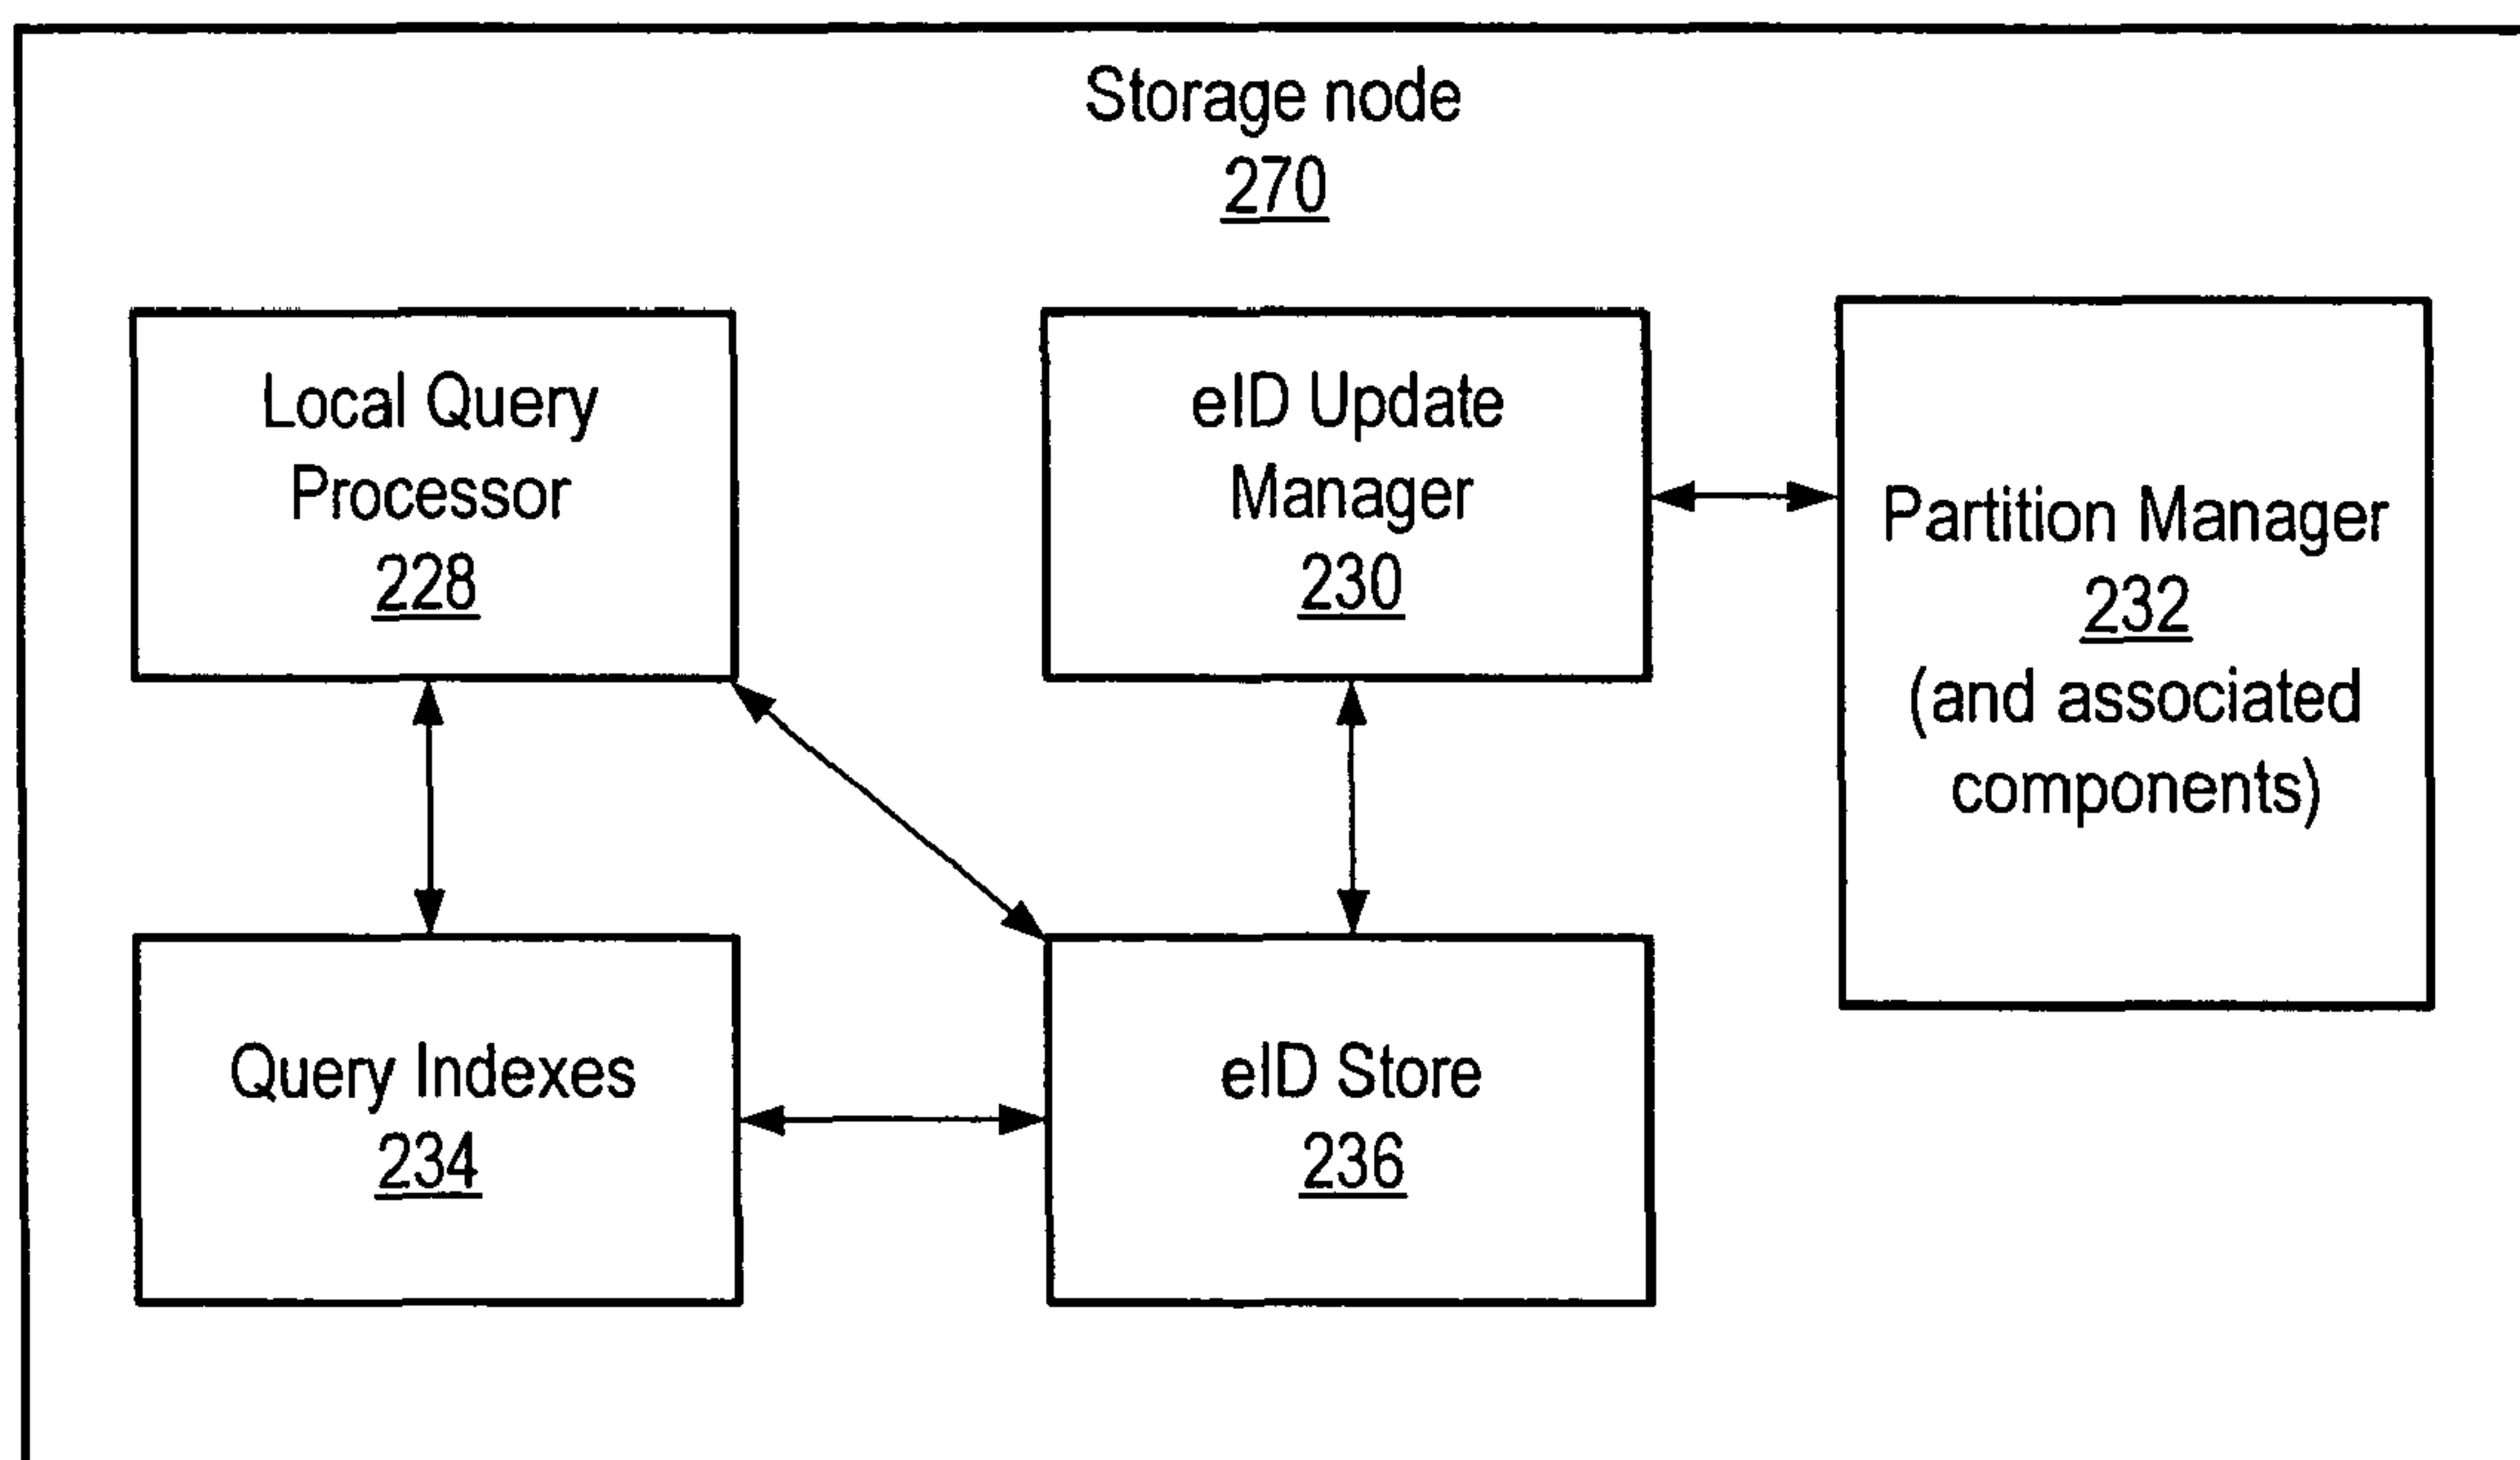 Storage node
270
Local Query
Processor
228
eID Update
Manager
230
Partition Manager
232
(and associated
components)
Query Indexes
234
eID Store
236